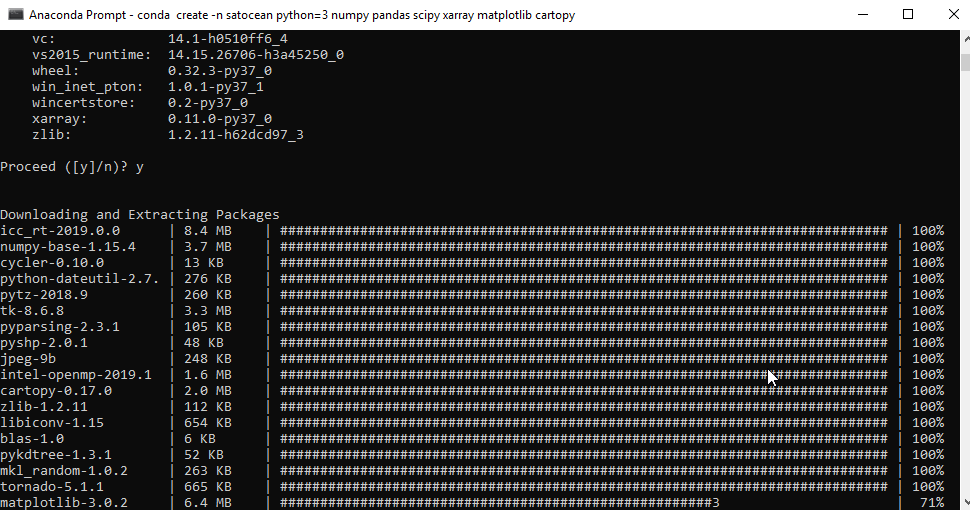 Anaconda Prompt - conda  create -n satocean python=3 numpy pandas scipy xarray matplotlib cartopy
    vc:              14.1-h0510ff6_4
    vs2015_runtime:  14.15.26706-h3a45250_0
    wheel:           0.32.3-py37_0
    win_inet_pton:   1.0.1-py37_1
    wincertstore:    0.2-py37_0
    xarray:          0.11.0-py37_0
    zlib:            1.2.11-h62dcd97_3
Proceed ([y]/n)? y
Downloading and Extracting Packages
icc_rt-2019.0.0      | 8.4 MB    | ############################################################################ | 100%
numpy-base-1.15.4    | 3.7 MB    | ############################################################################ | 100%
cycler-0.10.0        | 13 KB     | ############################################################################ | 100%
python-dateutil-2.7. | 276 KB    | ############################################################################ | 100%
pytz-2018.9          | 260 KB    | ############################################################################ | 100%
tk-8.6.8             | 3.3 MB    | ############################################################################ | 100%
pyparsing-2.3.1      | 105 KB    | ############################################################################ | 100%
pyshp-2.0.1          | 48 KB     | ############################################################################ | 100%
jpeg-9b              | 248 KB    | ############################################################################ | 100%
intel-openmp-2019.1  | 1.6 MB    | ############################################################################ | 100%
cartopy-0.17.0       | 2.0 MB    | ############################################################################ | 100%
zlib-1.2.11          | 112 KB    | ############################################################################ | 100%
libiconv-1.15        | 654 KB    | ############################################################################ | 100%
blas-1.0             | 6 KB      | ############################################################################ | 100%
pykdtree-1.3.1       | 52 KB     | ############################################################################ | 100%
mkl_random-1.0.2     | 263 KB    | ############################################################################ | 100%
tornado-5.1.1        | 665 KB    | ############################################################################ | 100%
matplotlib-3.0.2     | 6.4 MB    | ######################################################3                      |  71%